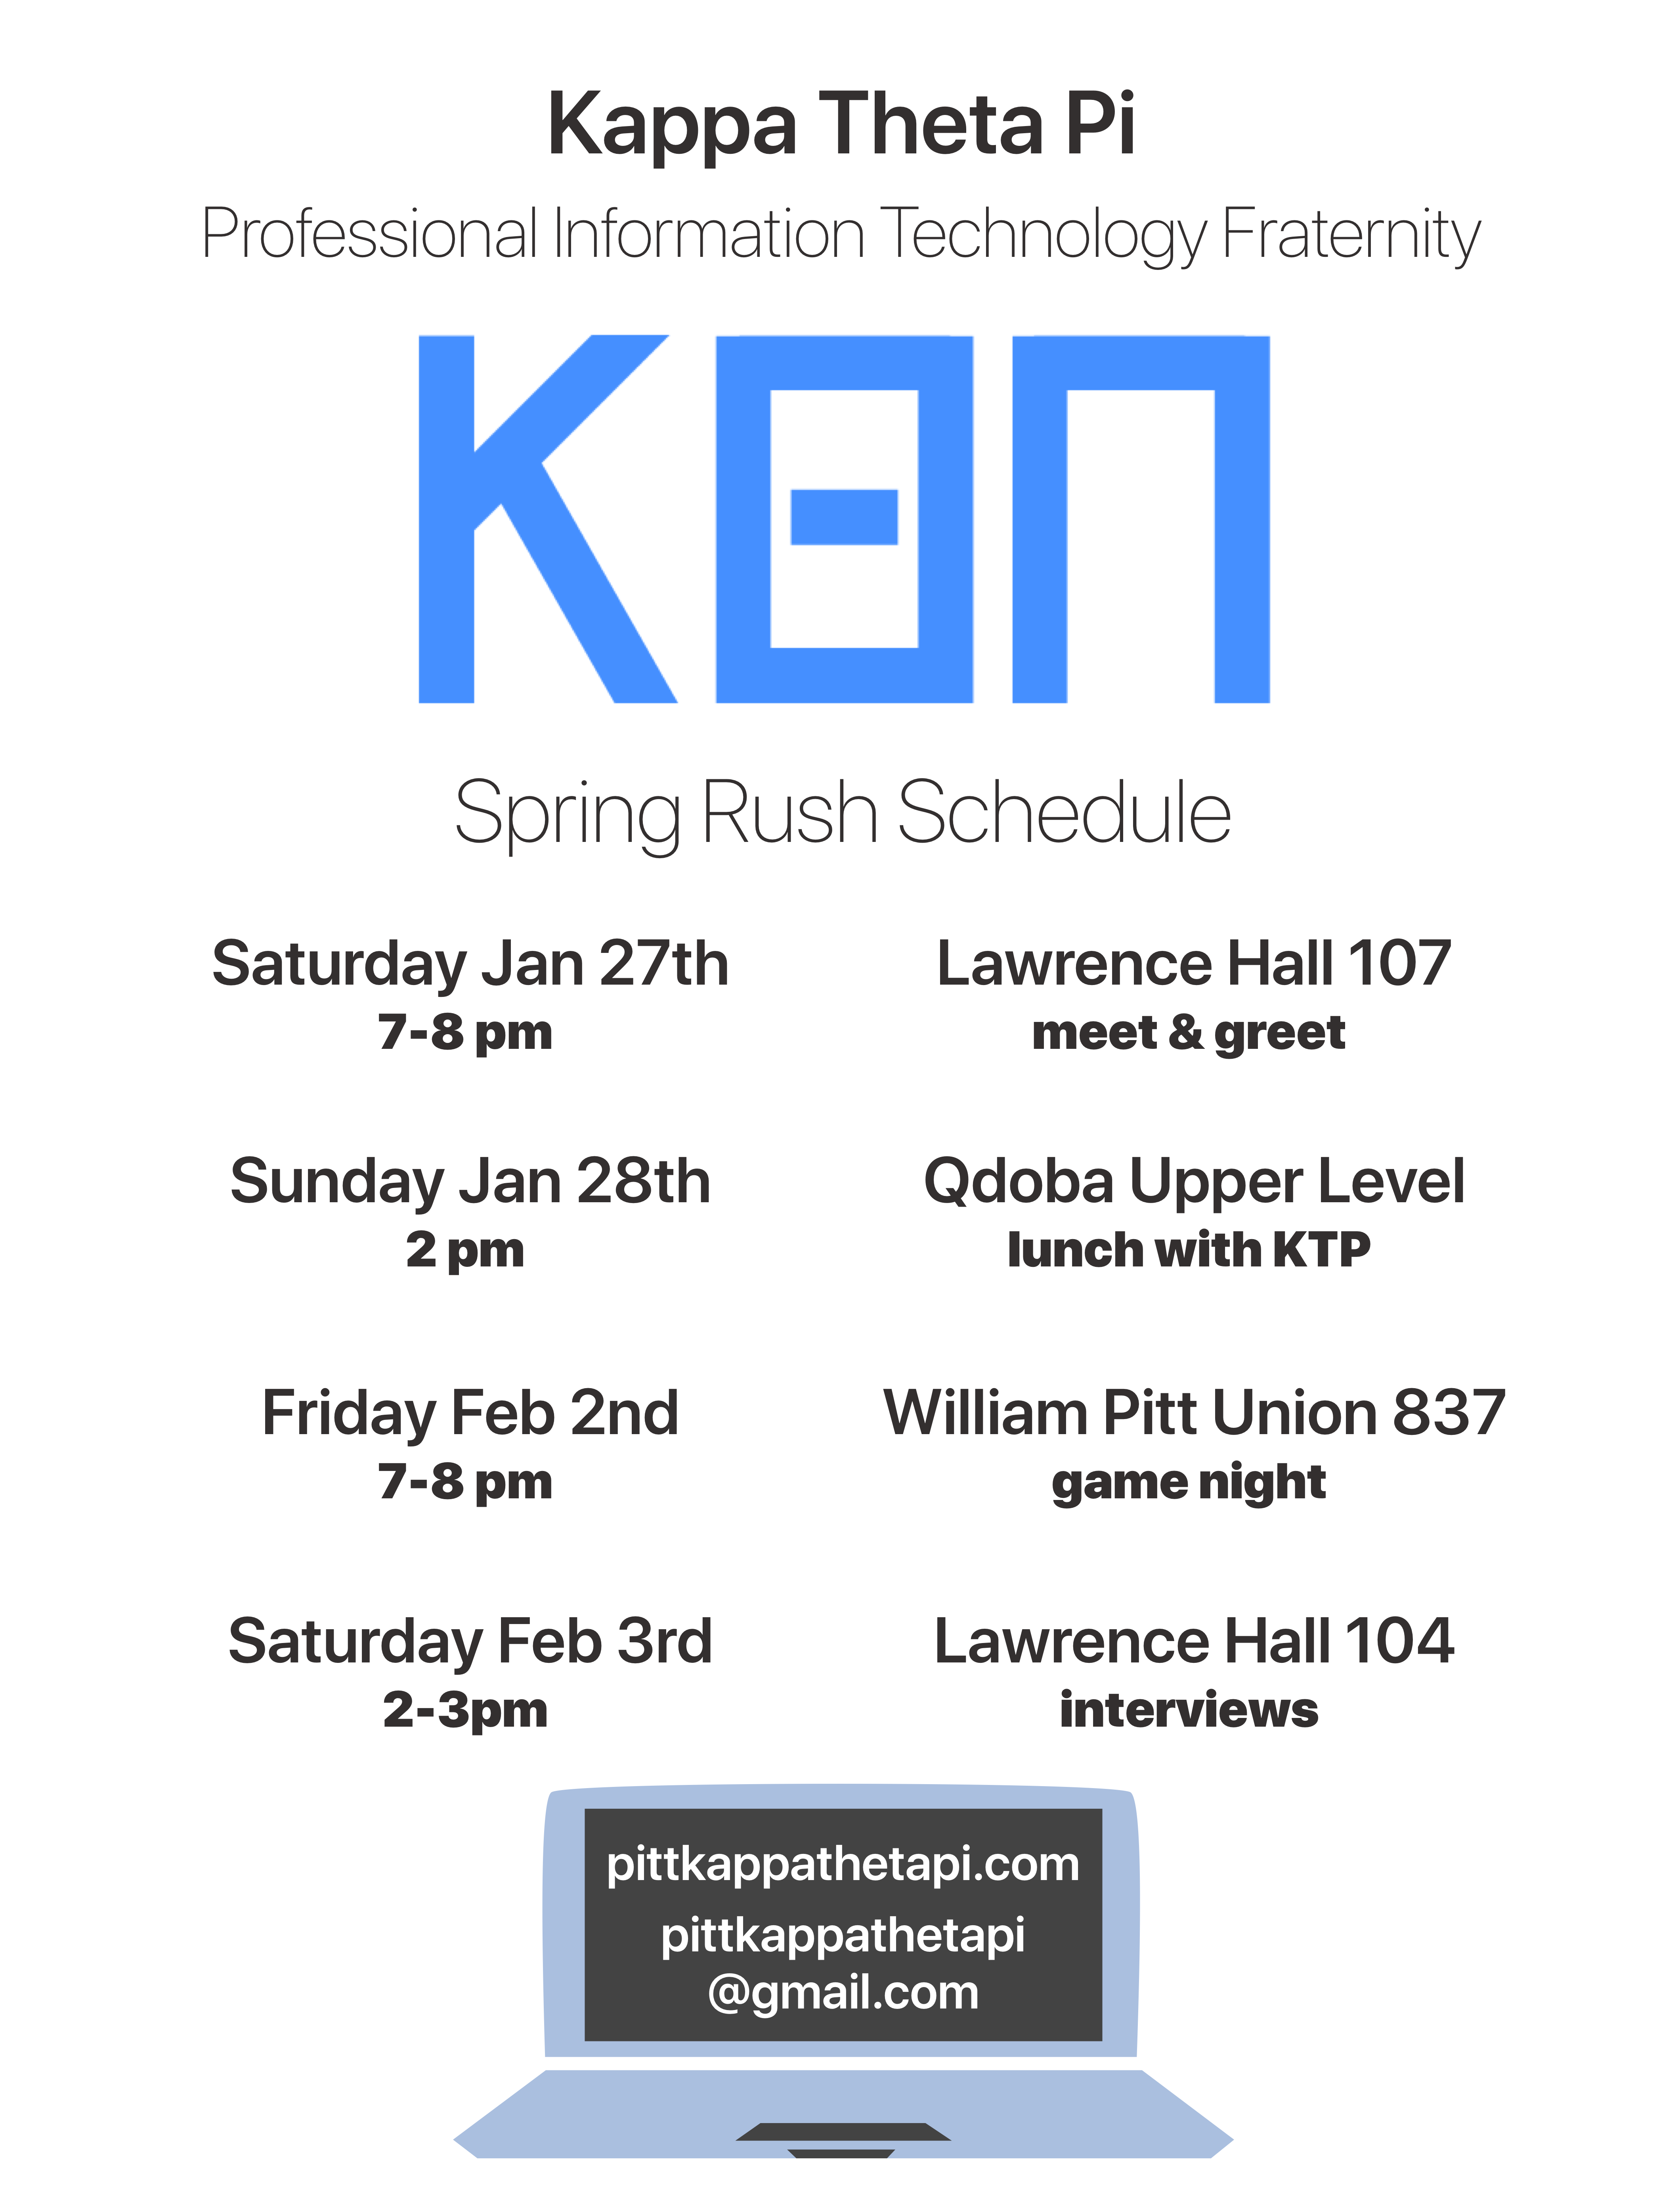 Kappa Theta Pi
Professional Information Technology Fraternity
ΚΘΠ
Spring Rush Schedule
Saturday Jan 27th
7-8 pm
Lawrence Hall 107
meet & greet
Sunday Jan 28th
2 pm
Qdoba Upper Level
lunch with KTP
Friday Feb 2nd
7-8 pm
William Pitt Union 837
game night
Saturday Feb 3rd
2-3pm
Lawrence Hall 104
interviews
pittkappathetapi.com
pittkappathetapi
@gmail.com